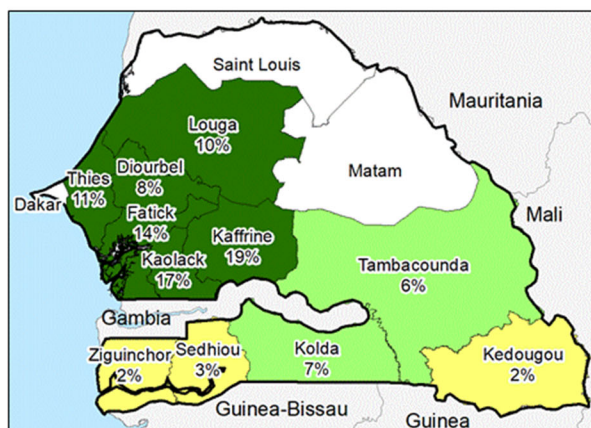 Saint Louis
Mauritania
Louga
10%
Diourbel
8%
Thies
11%
Matam
Dakar
Fatick
14%
Mali
Kaffrine
19%
Kaolack
17%
Tambacounda
6%
Gambia
Ziguinchor
2%
Sedhiou
3%
Kolda
7%
Kedougou
2%
Guinea-Bissau
Guinea